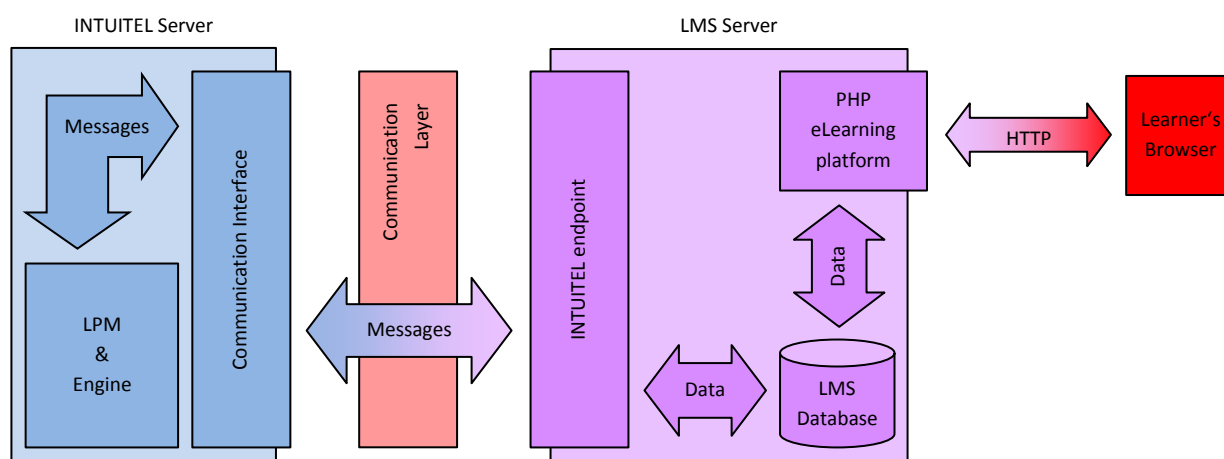 INTUITEL Server
Messages
LPM
&
Engine
Communication Interface
Communication
Layer
Messages
LMS Server
INTUITEL endpoint
PHP
eLearning
platform
Data
Data
LMS
Database
HTTP
Learner‘s
Browser